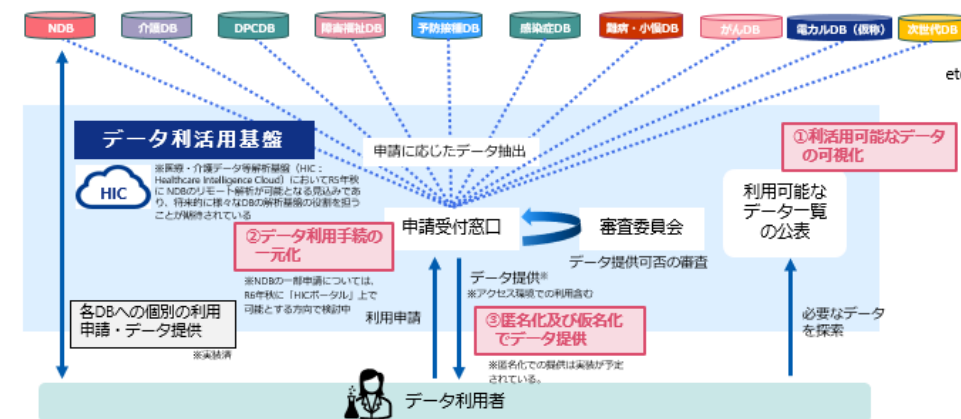 NDB
介護DB
DPCDB
障害福祉DB
予防接種DB
感染症DB
難病・小慢DB
がんDB
電カルDB（仮称）
次世代DB
etc
データ利活用基盤
HIC
※医療・介護データ等解析基盤（HIC：
Healthcare Intelligence Cloud）においてR5年秋
に NDBのリモート解析が可能となる見込みであ
り、将来的に様々なDBの解析基盤の役割を担う
ことが期待されている
申請に応じたデータ抽出
①利活用可能なデータ
の可視化
利用可能な
データ一覧
の公表
申請受付窓口
審査委員会
データ提供可否の審査
②データ利用手続の
一元化
※NDBの一部申請については、
R6年秋に「HICポータル」上で
可能とする方向で検討中
データ提供※
※アクセス環境での利用含む
利用申請
③匿名化及び仮名化
でデータ提供
※匿名化での提供は実装が予定
されている。
各DBへの個別の利用
申請・データ提供
※実装済
必要なデータ
を探索
データ利用者